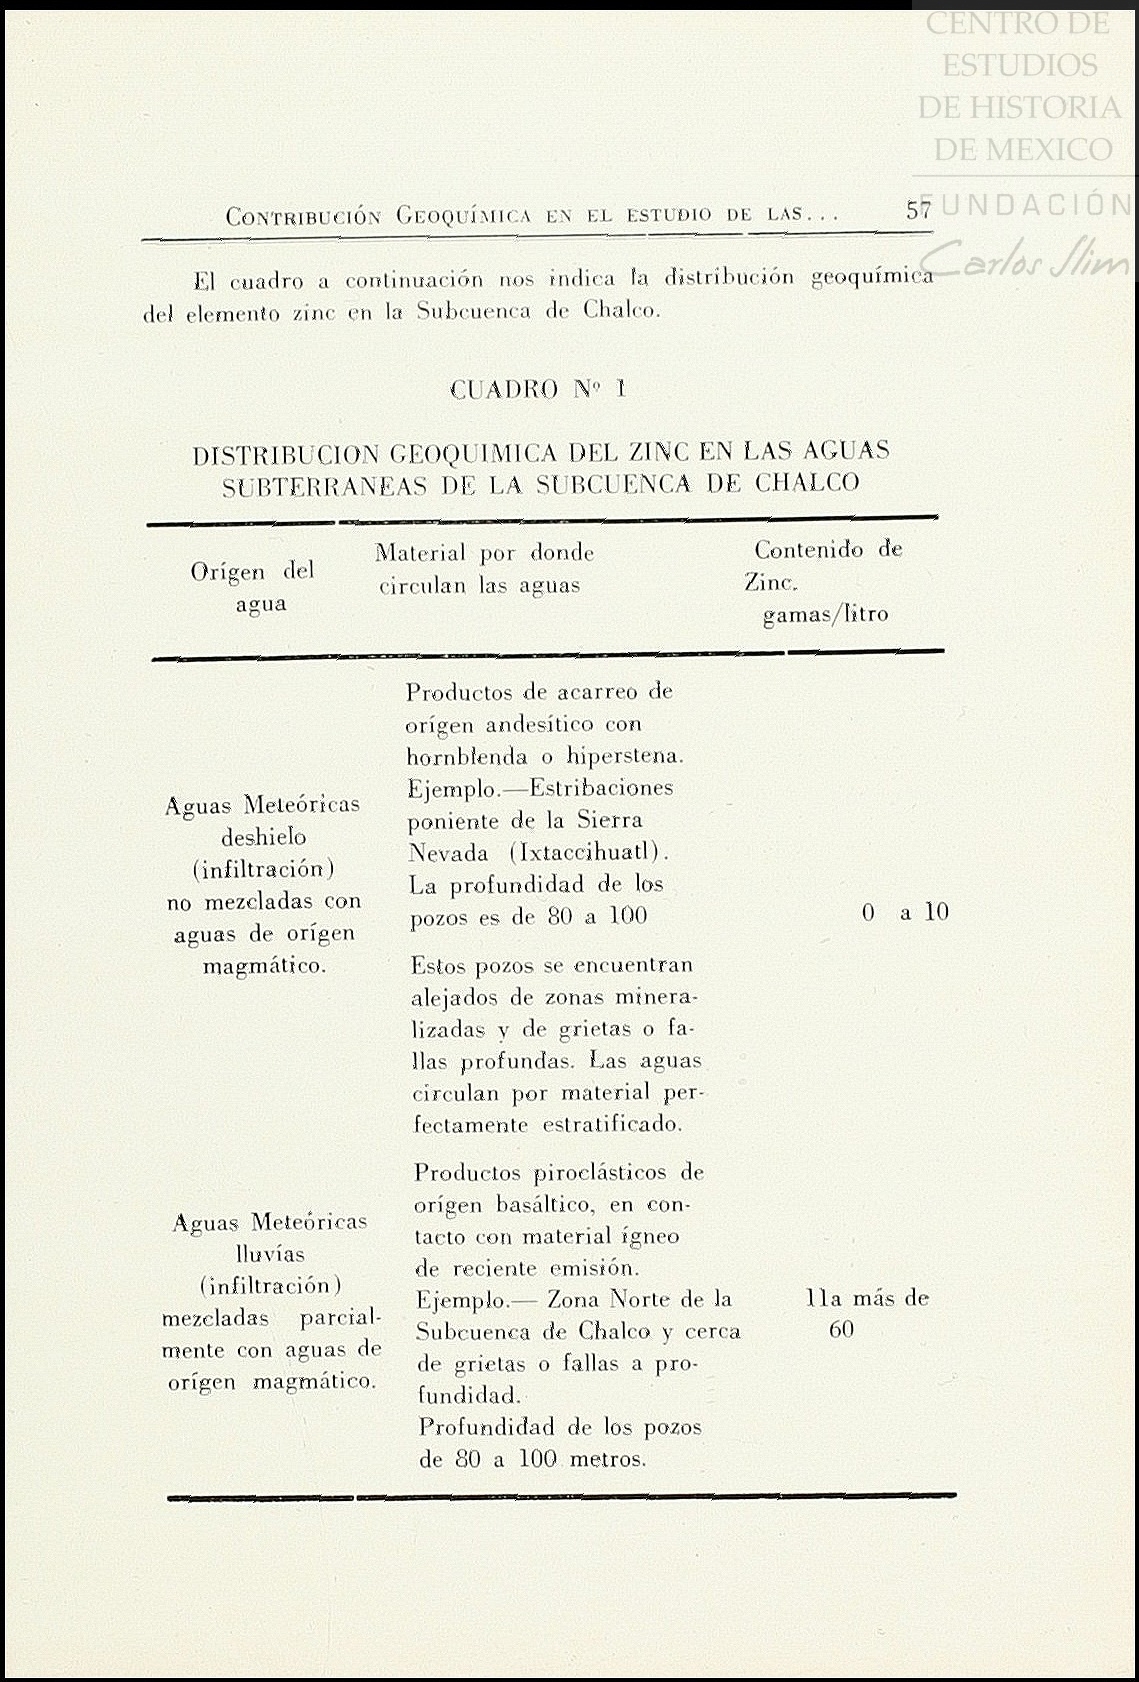 CENTRO DE
ESTUDIOS
DE HISTORIA
DE MEXICO
FUNDACIÓN
Carlos Slim
CONTRIBUCIÓN GEOQUÍMICA EN EL ESTUDIO DE LAS... 57
El cuadro a continuación nos indica la distribución geoquímica
del elemento zinc en la Subcuenca de Chalco.
CUADRO Nº 1
DISTRIBUCION GEOQUIMICA DEL ZINC EN LAS AGUAS
SUBTERRANEAS DE LA SUBCUENCA DE CHALCO
Orígen del
agua
Material por donde
circulan las aguas
Contenido de
Zinc.
gamas/litro
Aguas Meteóricas
deshielo
(infiltración)
no mezcladas con
aguas de orígen
magmático.
Productos de acarreo de
orígen andesítico con
hornblenda o hiperstena.
Ejemplo.—Estribaciones
poniente de la Sierra
Nevada (Ixtaccihuatl).
La profundidad de los
pozos es de 80 a 100
0 a 10
Estos pozos se encuentran
alejados de zonas minera-
lizadas y de grietas o fa-
llas profundas. Las aguas
circulan por material per-
fectamente estratificado.
Aguas Meteóricas
lluvías
(infiltración)
mezcladas parcial-
mente con aguas de
orígen magmático.
Productos piroclásticos de
orígen basáltico, en con-
tacto con material ígneo
de reciente emisión.
Ejemplo.— Zona Norte de la
Subcuenca de Chalco y cerca
de grietas o fallas a pro-
fundidad.
Profundidad de los pozos
de 80 a 100 metros.
11a más de
60